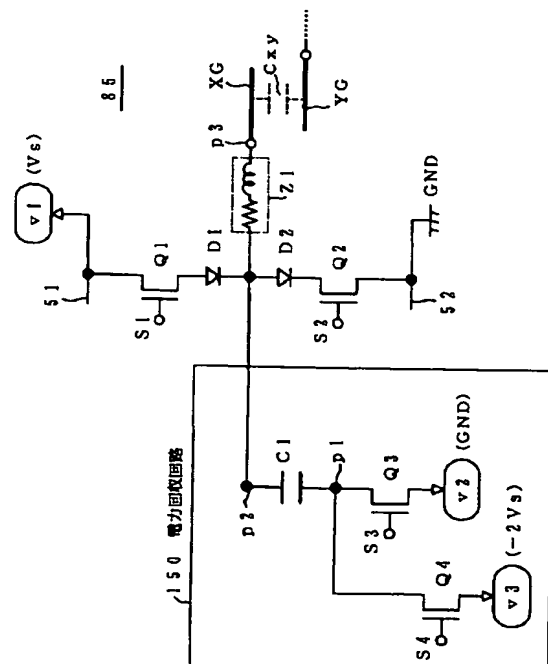 v1 (Vs)
51
85
S1
Q1
150 電力回収回路
D1
XG
p2
p3
Cxy
C1
D2
Z1
S2
Q2
p1
YG
S3
Q3
S4
Q4
52
GND
v2 (GND)
v3 (-2Vs)